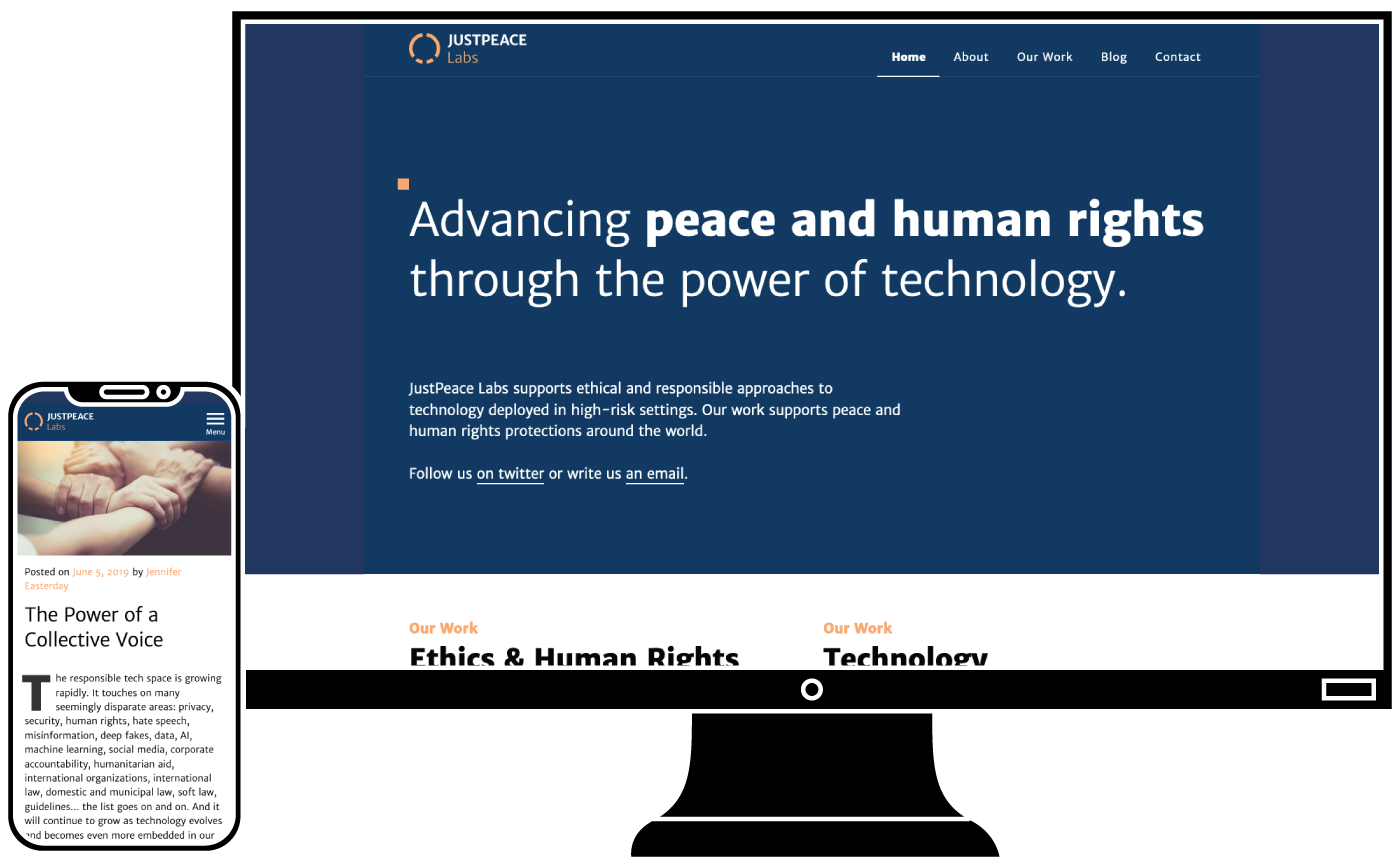 JUSTPEACE
Labs
Home About Our Work Blog Contact
Advancing peace and human rights
through the power of technology.
JustPeace Labs supports ethical and responsible approaches to
technology deployed in high-risk settings. Our work supports peace and
human rights protections around the world.
Follow us on twitter or write us an email.
Our Work
Ethics & Human Rights
Our Work
Technology
JUSTPEACE
Labs
Menu
Posted on June 5, 2019 by Jennifer
Easterday
The Power of a
Collective Voice
The responsible tech space is growing
rapidly. It touches on many
seemingly disparate areas: privacy,
security, human rights, hate speech,
misinformation, deep fakes, data, AI,
machine learning, social media, corporate
accountability, humanitarian aid,
international organizations, international
law, domestic and municipal law, soft law,
guidelines... the list goes on and on. And it
will continue to grow as technology evolves
and becomes even more embedded in our